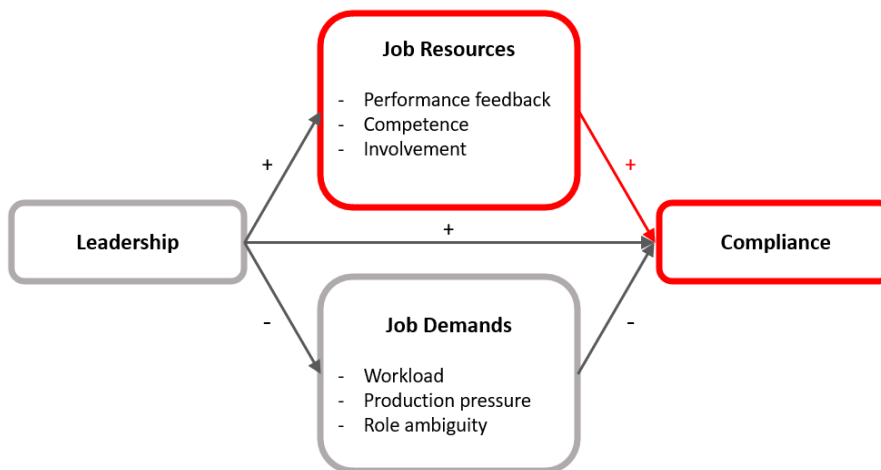 Job Resources
- Performance feedback
- Competence
- Involvement
+
+
Leadership
+
Compliance
-
-
Job Demands
- Workload
- Production pressure
- Role ambiguity